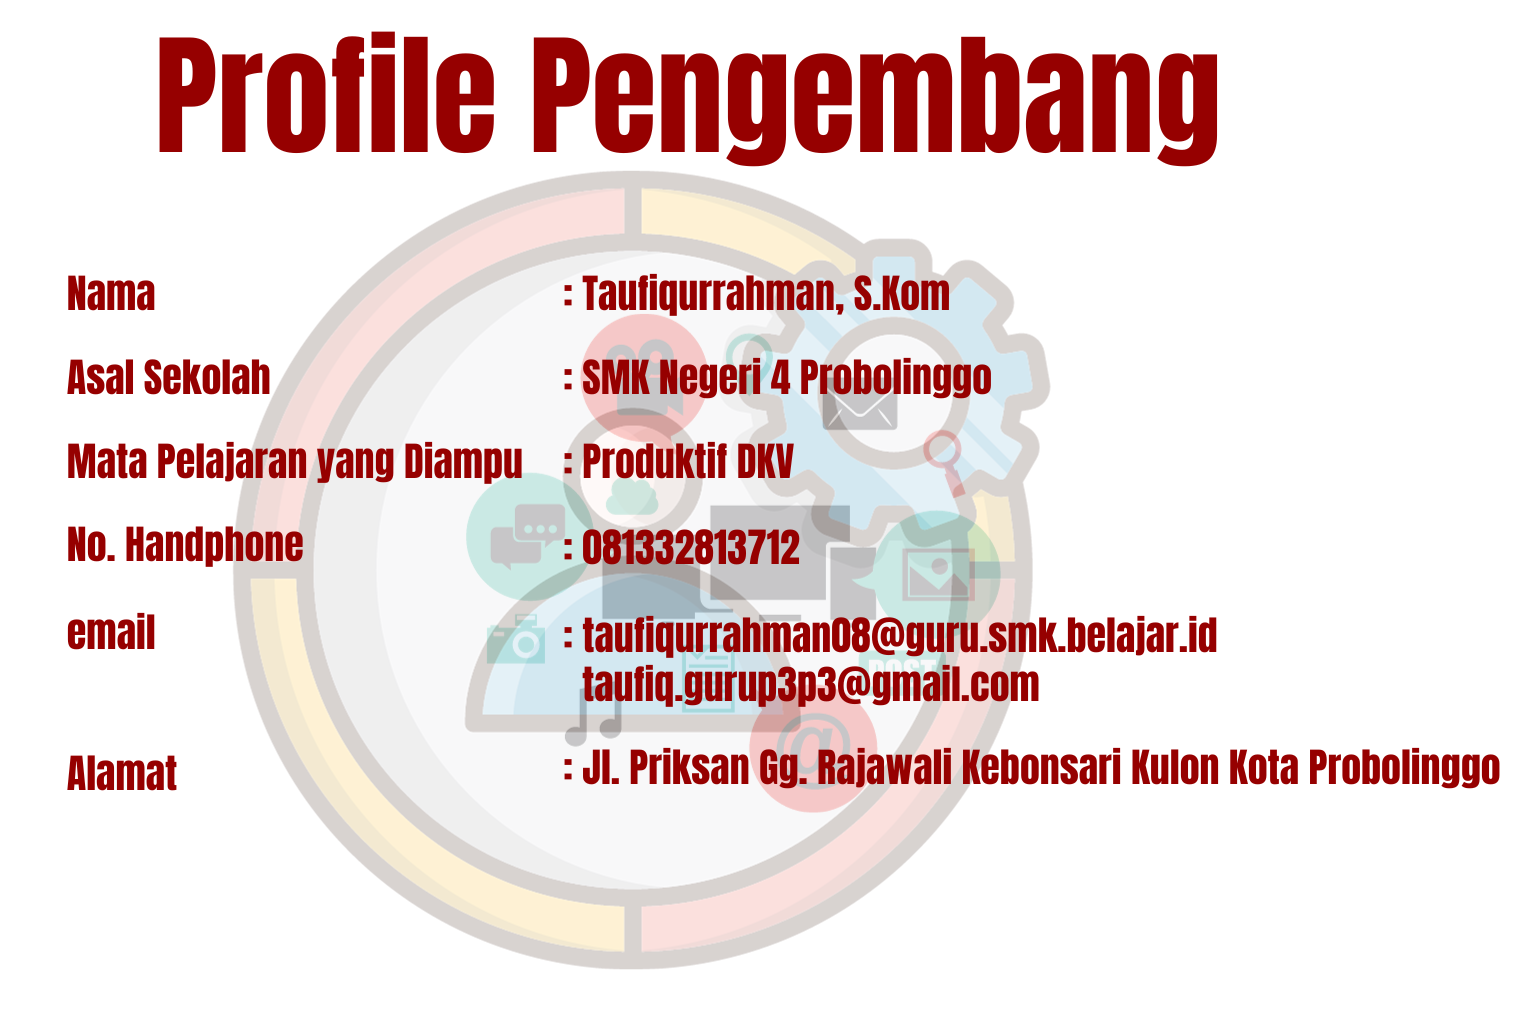 Profile Pengembang
Nama : Taufiqurrahman, S.Kom
Asal Sekolah : SMK Negeri 4 Probolinggo
Mata Pelajaran yang Diampu : Produktif DKV
No. Handphone : 081332813712
email : taufiqurrahman08@guru.smk.belajar.id
taufiq.gurup3p3@gmail.com
POST
@
Alamat : Jl. Priksan Gg. Rajawali Kebonsari Kulon Kota Probolinggo